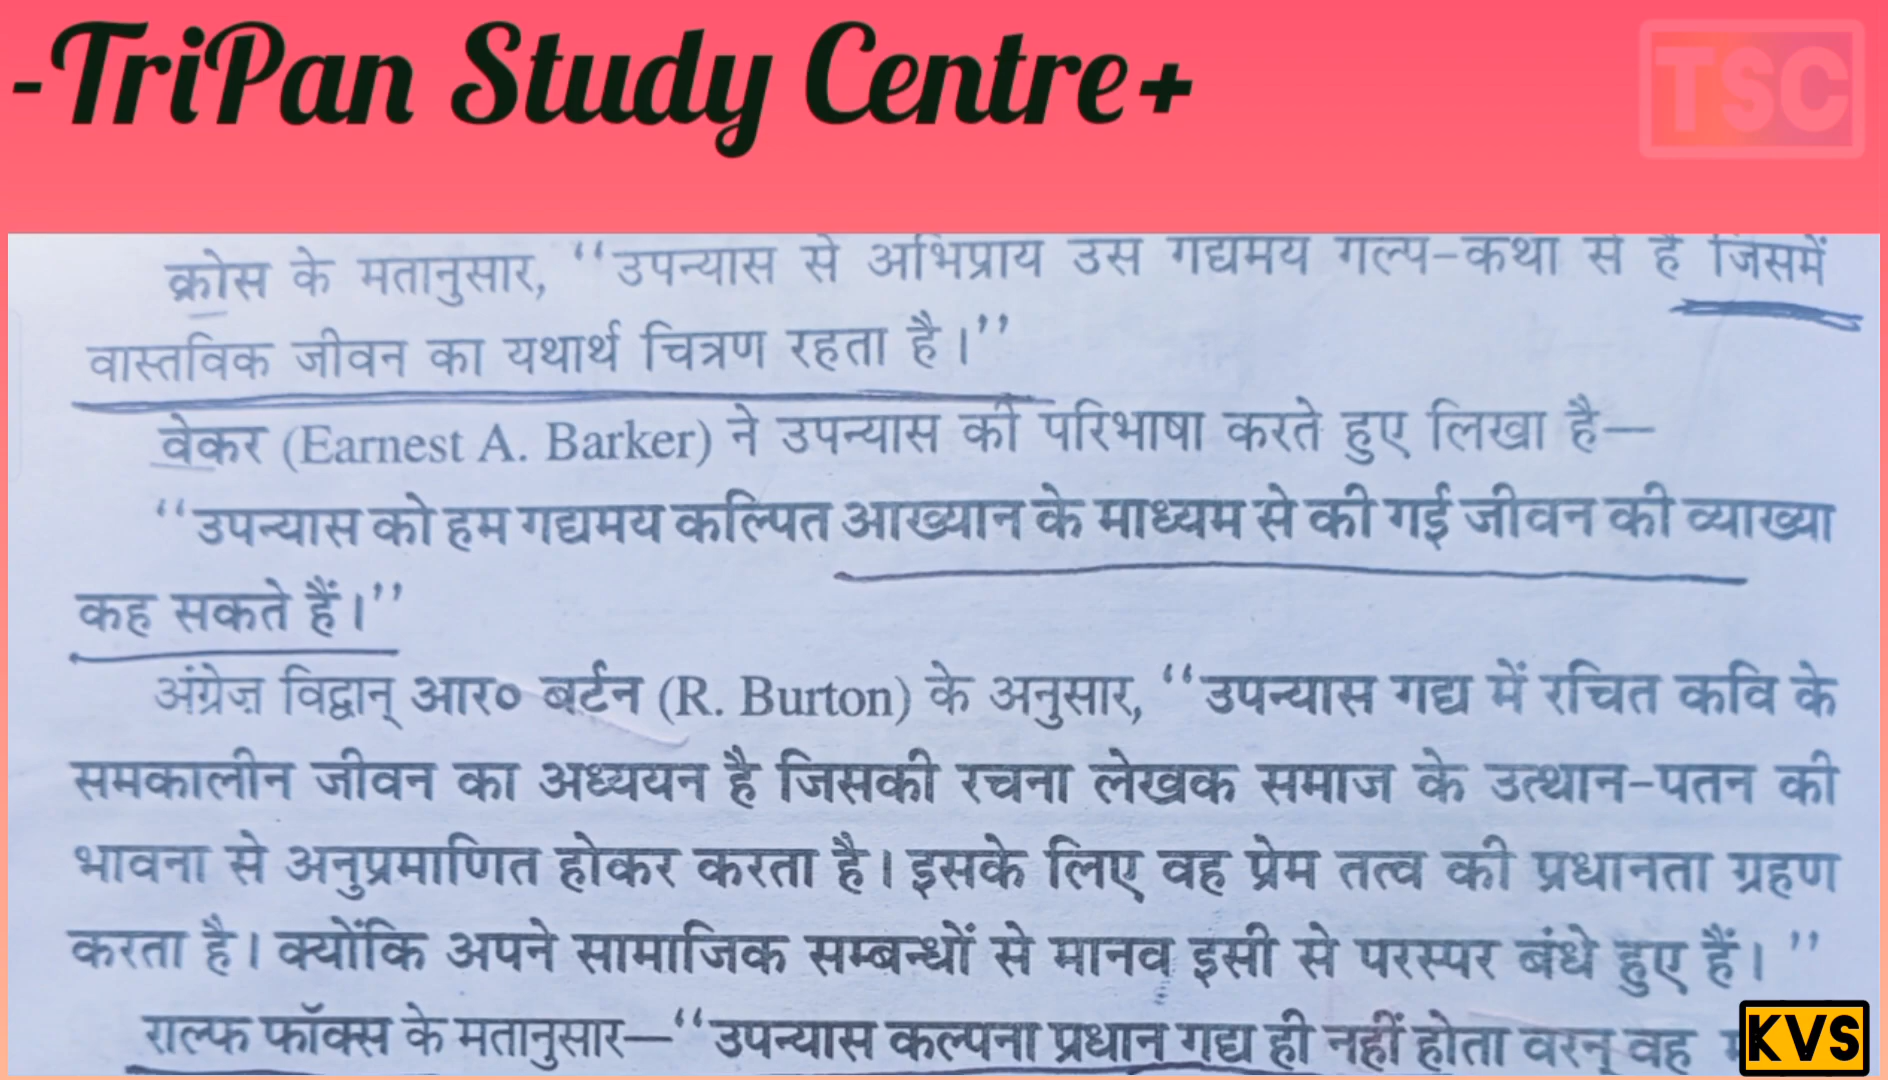 -TriPan Study Centre+
TSC
क्रोस के मतानुसार, ‘‘उपन्यास से अभिप्राय उस गद्यमय गल्प-कथा से है जिसमें
वास्तविक जीवन का यथार्थ चित्रण रहता है।’’
वेकर (Earnest A. Barker) ने उपन्यास की परिभाषा करते हुए लिखा है—
‘‘उपन्यास को हम गद्यमय कल्पित आख्यान के माध्यम से की गई जीवन की व्याख्या
कह सकते हैं।’’
अंग्रेज़ विद्वान् आर० बर्टन (R. Burton) के अनुसार, ‘‘उपन्यास गद्य में रचित कवि के
समकालीन जीवन का अध्ययन है जिसकी रचना लेखक समाज के उत्थान-पतन की
भावना से अनुप्रमाणित होकर करता है। इसके लिए वह प्रेम तत्व की प्रधानता ग्रहण
करता है। क्योंकि अपने सामाजिक सम्बन्धों से मानव इसी से परस्पर बंधे हुए हैं। ’’
राल्फ फॉक्स के मतानुसार—‘‘उपन्यास कल्पना प्रधान गद्य ही नहीं होता वरन् वह
KVS